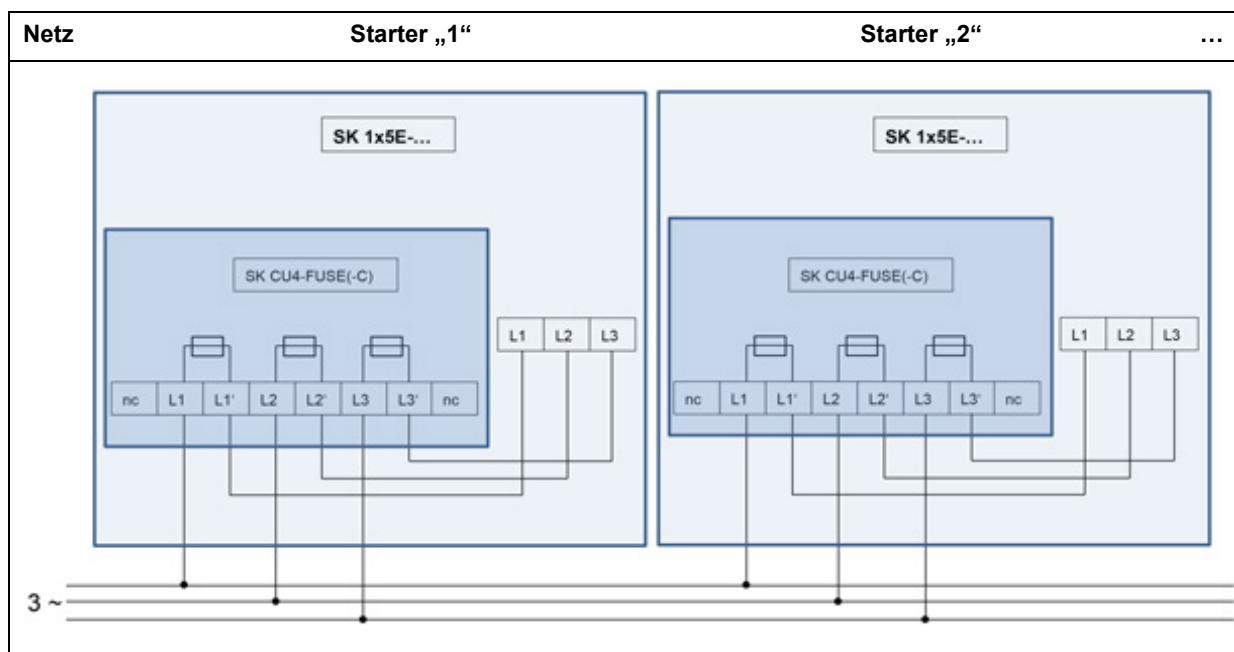 Netz Starter „1“ Starter „2“ …
SK 1x5E-... SK 1x5E-...
SK CU4-FUSE(-C) SK CU4-FUSE(-C)
L1 L2 L3 L1 L2 L3
nc L1 L1' L2 L2' L3 L3' nc nc L1 L1' L2 L2' L3 L3' nc
3 ~